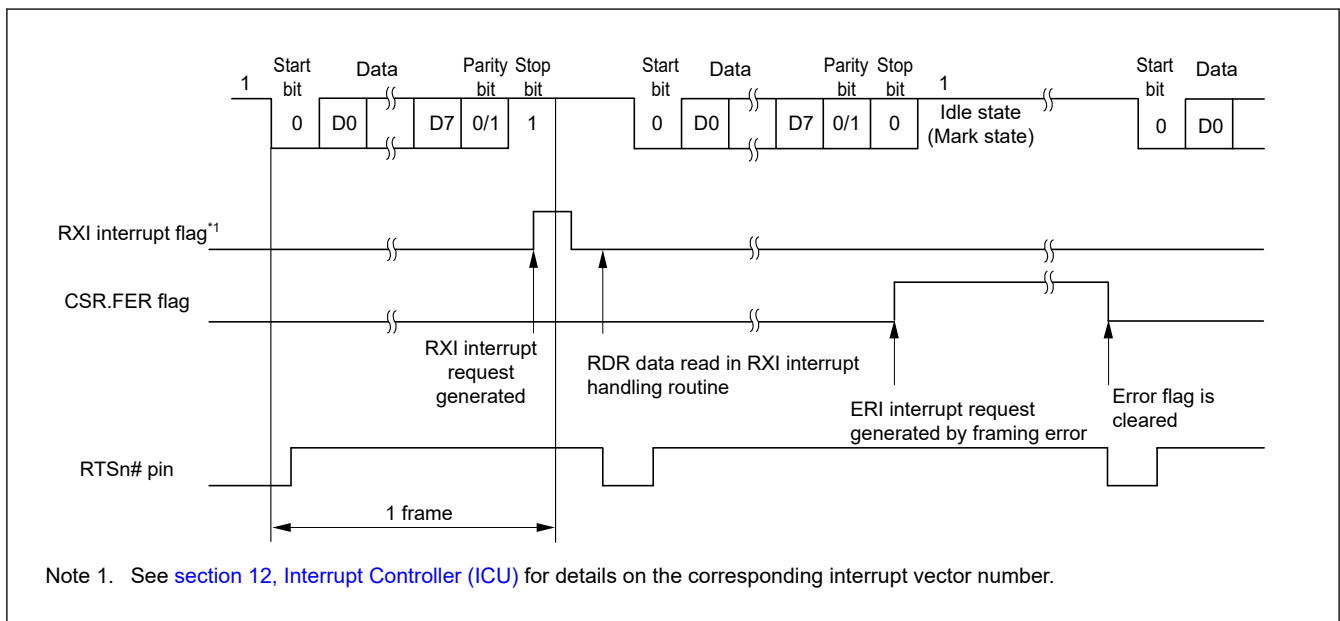 Start bit Data Parity bit Stop bit Start bit Data Parity bit Stop bit Start bit Data
1 0 D0 D7 0/1 1 0 D0 D7 0/1 0 1 Idle state (Mark state) 0 D0
RXI interrupt flag*1
CSR.FER flag
RXI interrupt
request
generated
RDR data read in RXI interrupt
handling routine
ERI interrupt request
generated by framing error
Error flag is
cleared
RTSn# pin
1 frame
Note 1. See section 12, Interrupt Controller (ICU) for details on the corresponding interrupt vector number.